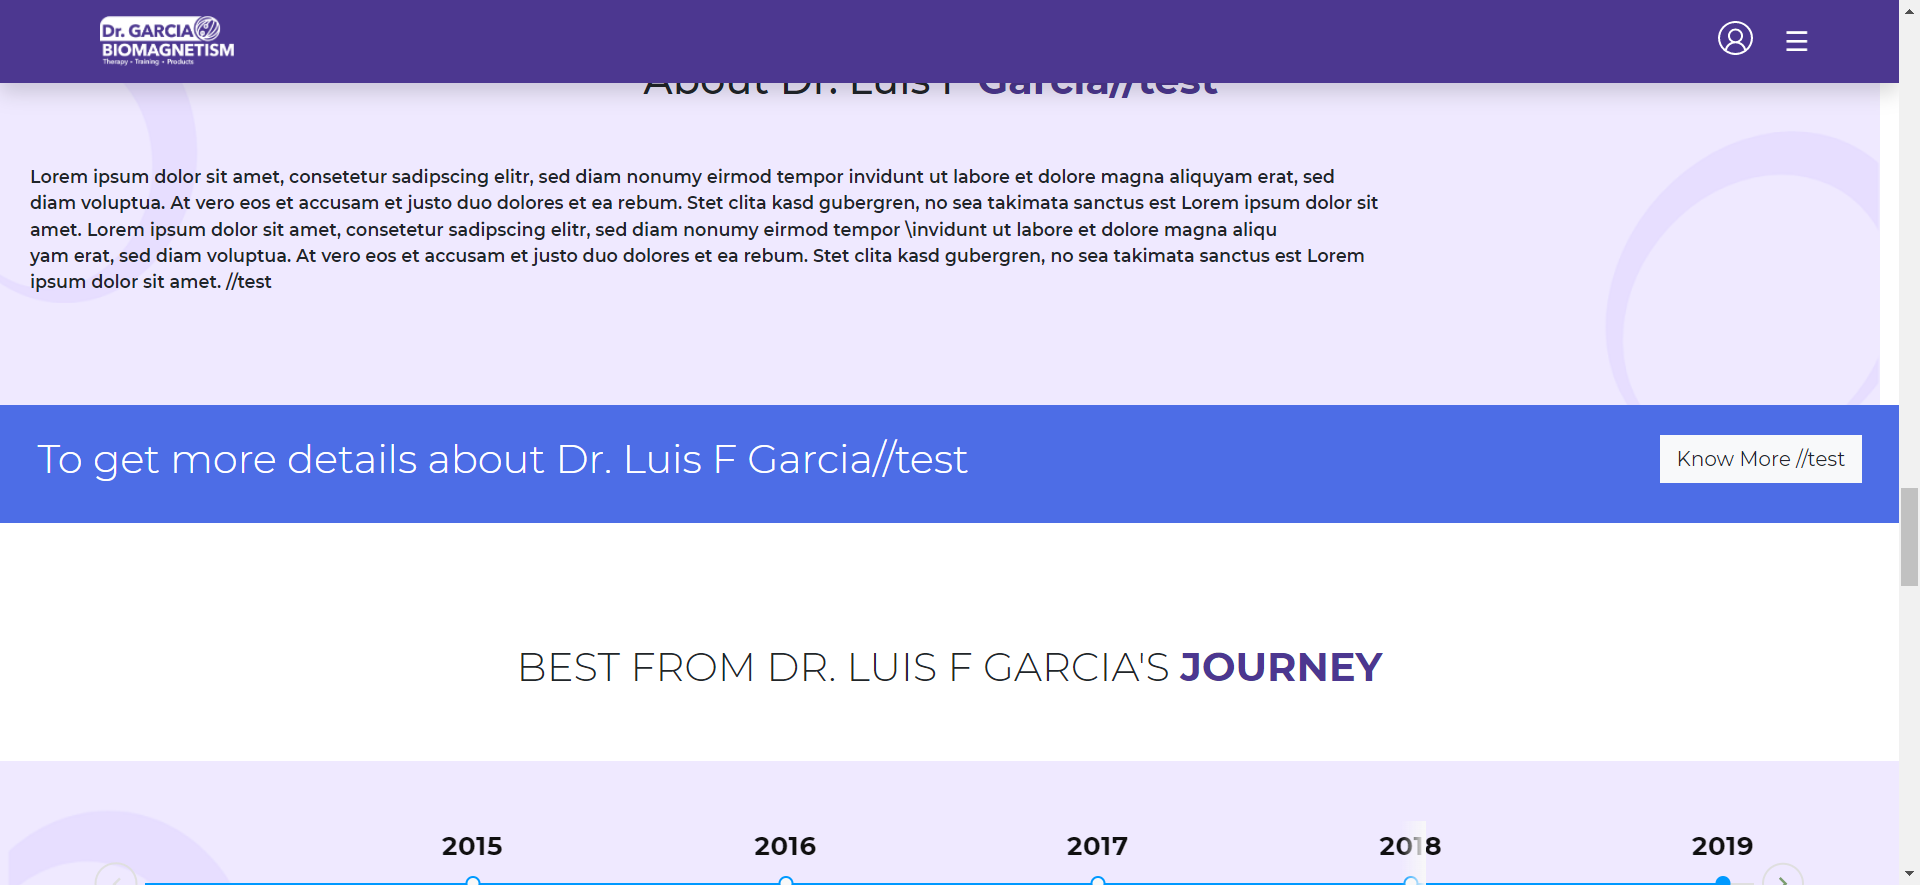 Dr. GARCIA
BIOMAGNETISM
Therapy • Training • Products
About Dr. Luis F Garcia//test
Lorem ipsum dolor sit amet, consetetur sadipscing elitr, sed diam nonumy eirmod tempor invidunt ut labore et dolore magna aliquyam erat, sed
diam voluptua. At vero eos et accusam et justo duo dolores et ea rebum. Stet clita kasd gubergren, no sea takimata sanctus est Lorem ipsum dolor sit
amet. Lorem ipsum dolor sit amet, consetetur sadipscing elitr, sed diam nonumy eirmod tempor \invidunt ut labore et dolore magna aliqu
yam erat, sed diam voluptua. At vero eos et accusam et justo duo dolores et ea rebum. Stet clita kasd gubergren, no sea takimata sanctus est Lorem
ipsum dolor sit amet. //test
To get more details about Dr. Luis F Garcia//test
Know More //test
BEST FROM DR. LUIS F GARCIA'S JOURNEY
2015 2016 2017 2018 2019